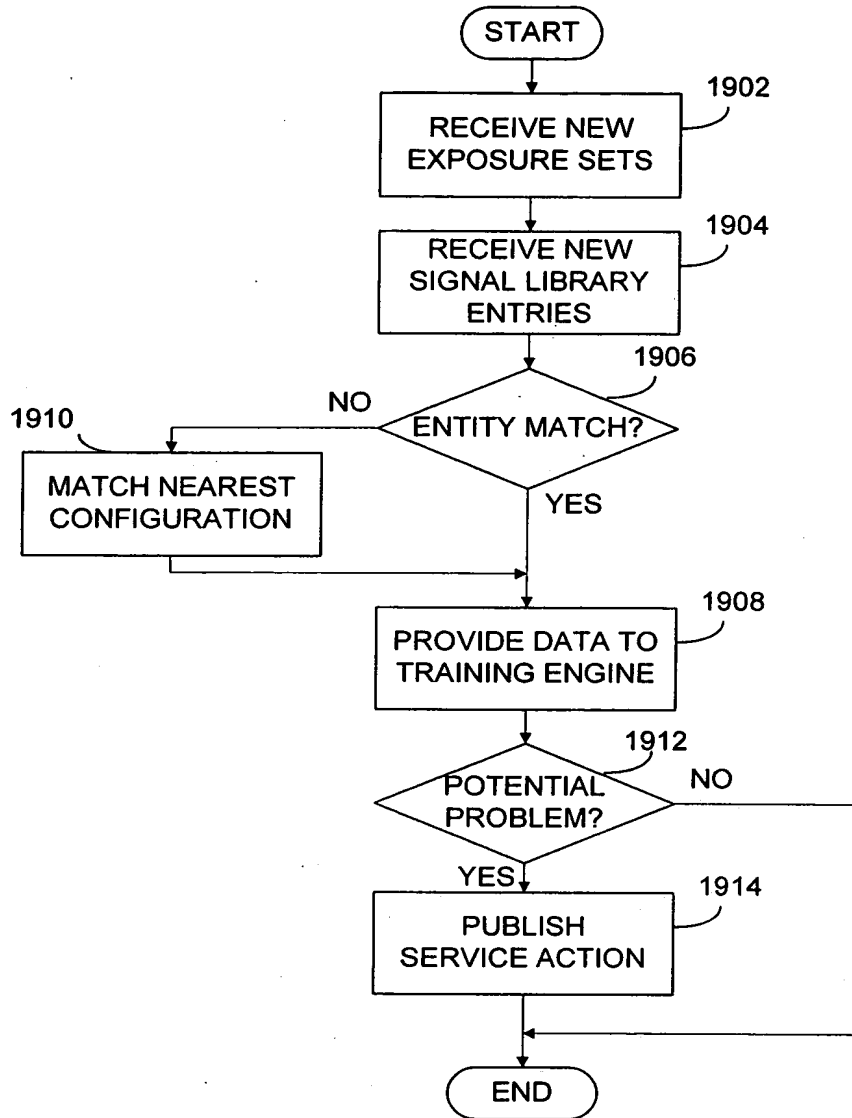 START
1902
RECEIVE NEW
EXPOSURE SETS
1904
RECEIVE NEW
SIGNAL LIBRARY
ENTRIES
1906
NO
ENTITY MATCH?
1910
MATCH NEAREST
CONFIGURATION
YES
1908
PROVIDE DATA TO
TRAINING ENGINE
1912
NO
POTENTIAL
PROBLEM?
YES
1914
PUBLISH
SERVICE ACTION
END